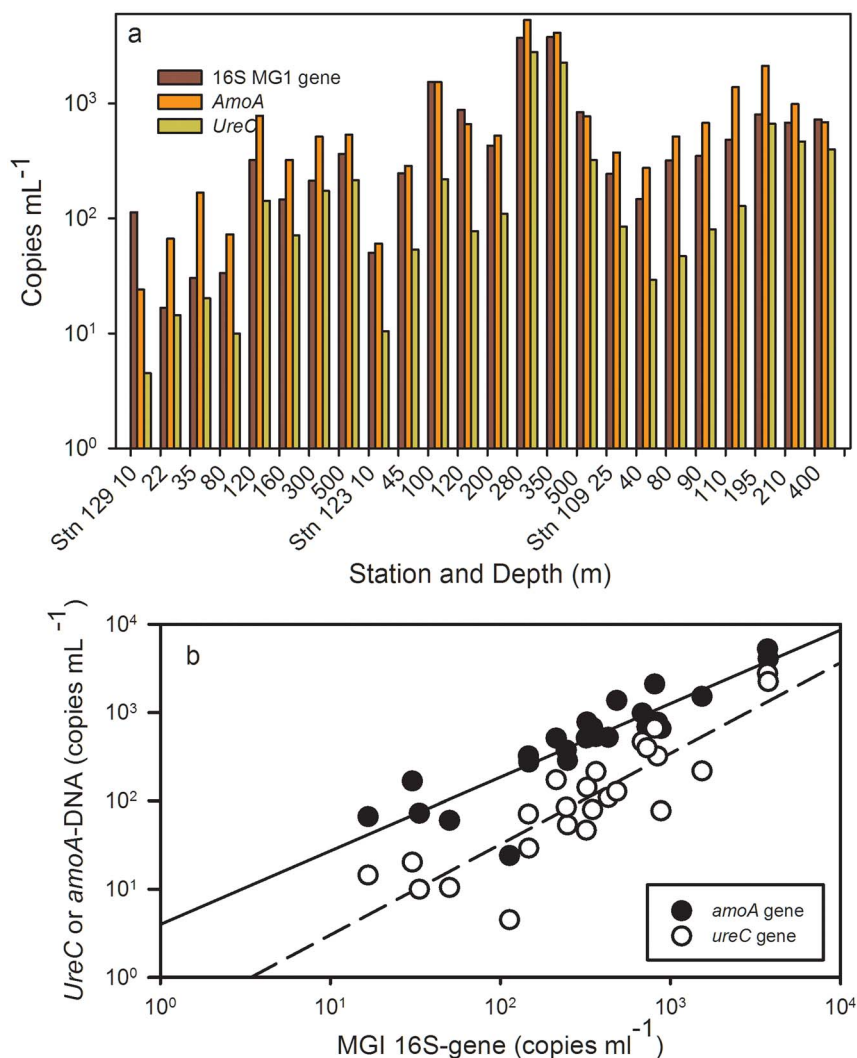 a
16S MG1 gene
AmoA
UreC
Copies mL-1
10^3
10^2
10^1
10^0
Stn 129 10
22
35
80
120
160
300
500
Stn 123 10
45
100
120
200
280
350
500
Stn 109 25
40
80
90
110
195
210
400
Station and Depth (m)
b
UreC or amoA-DNA (copies mL-1)
10^4
10^3
10^2
10^1
10^0
amoA gene
ureC gene
10^0
10^1
10^2
10^3
10^4
MGI 16S-gene (copies ml-1)